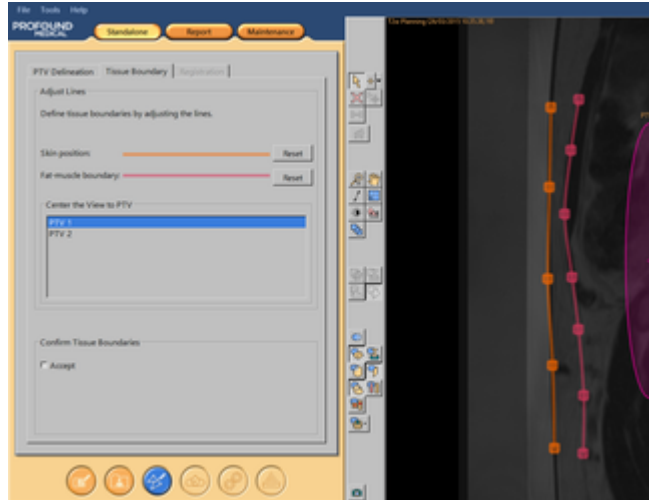 File Tools Help
PROFOUND
MEDICAL
Standalone Report Maintenance
PTV Delineation Tissue Boundary Registration
Adjust Lines
Define tissue boundaries by adjusting the lines.
Skin position: Reset
Fat-muscle boundary: Reset
Center the View to PTV
PTV 1
PTV 2
Confirm Tissue Boundaries
Accept